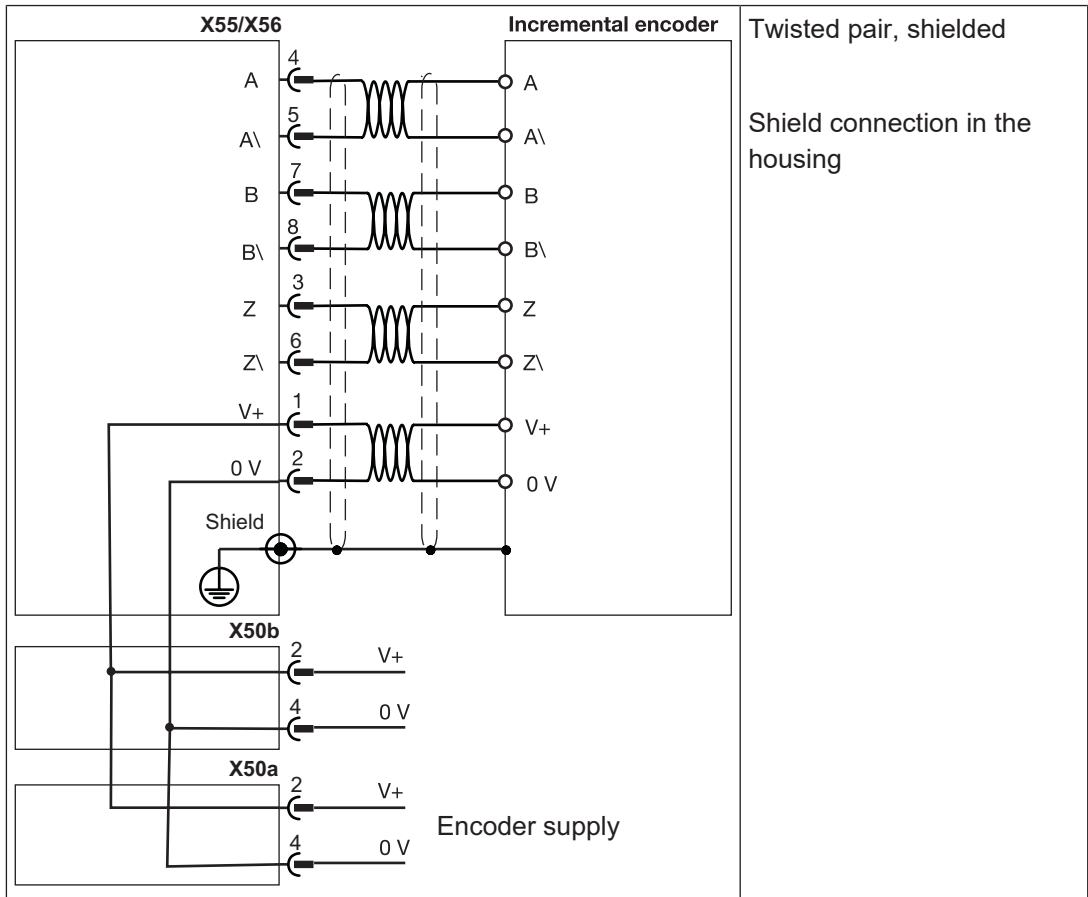 X55/X56
Incremental encoder
4
A
A
5
A\
A\
7
B
B
8
B\
B\
3
Z
Z
6
Z\
Z\
1
V+
V+
2
0 V
0 V
Shield
X50b
2
V+
4
0 V
X50a
2
V+
Encoder supply
4
0 V
Twisted pair, shielded
Shield connection in the
housing